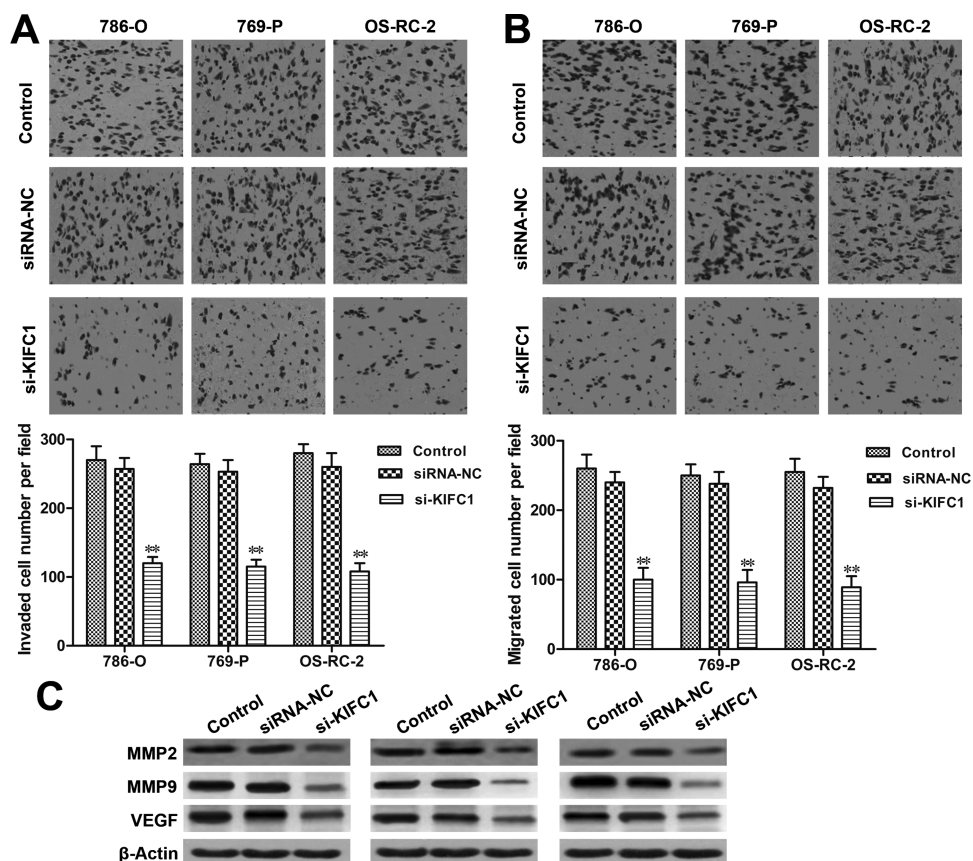 A
786-O
769-P
OS-RC-2
Control
siRNA-NC
si-KIFC1
Invaded cell number per field
300
200
100
0
**
**
**
Control
siRNA-NC
si-KIFC1
786-O
769-P
OS-RC-2
B
786-O
769-P
OS-RC-2
Control
siRNA-NC
si-KIFC1
Migrated cell number per field
300
200
100
0
**
**
**
Control
siRNA-NC
si-KIFC1
786-O
769-P
OS-RC-2
C
Control siRNA-NC si-KIFC1
Control siRNA-NC si-KIFC1
Control siRNA-NC si-KIFC1
MMP2
MMP9
VEGF
β-Actin